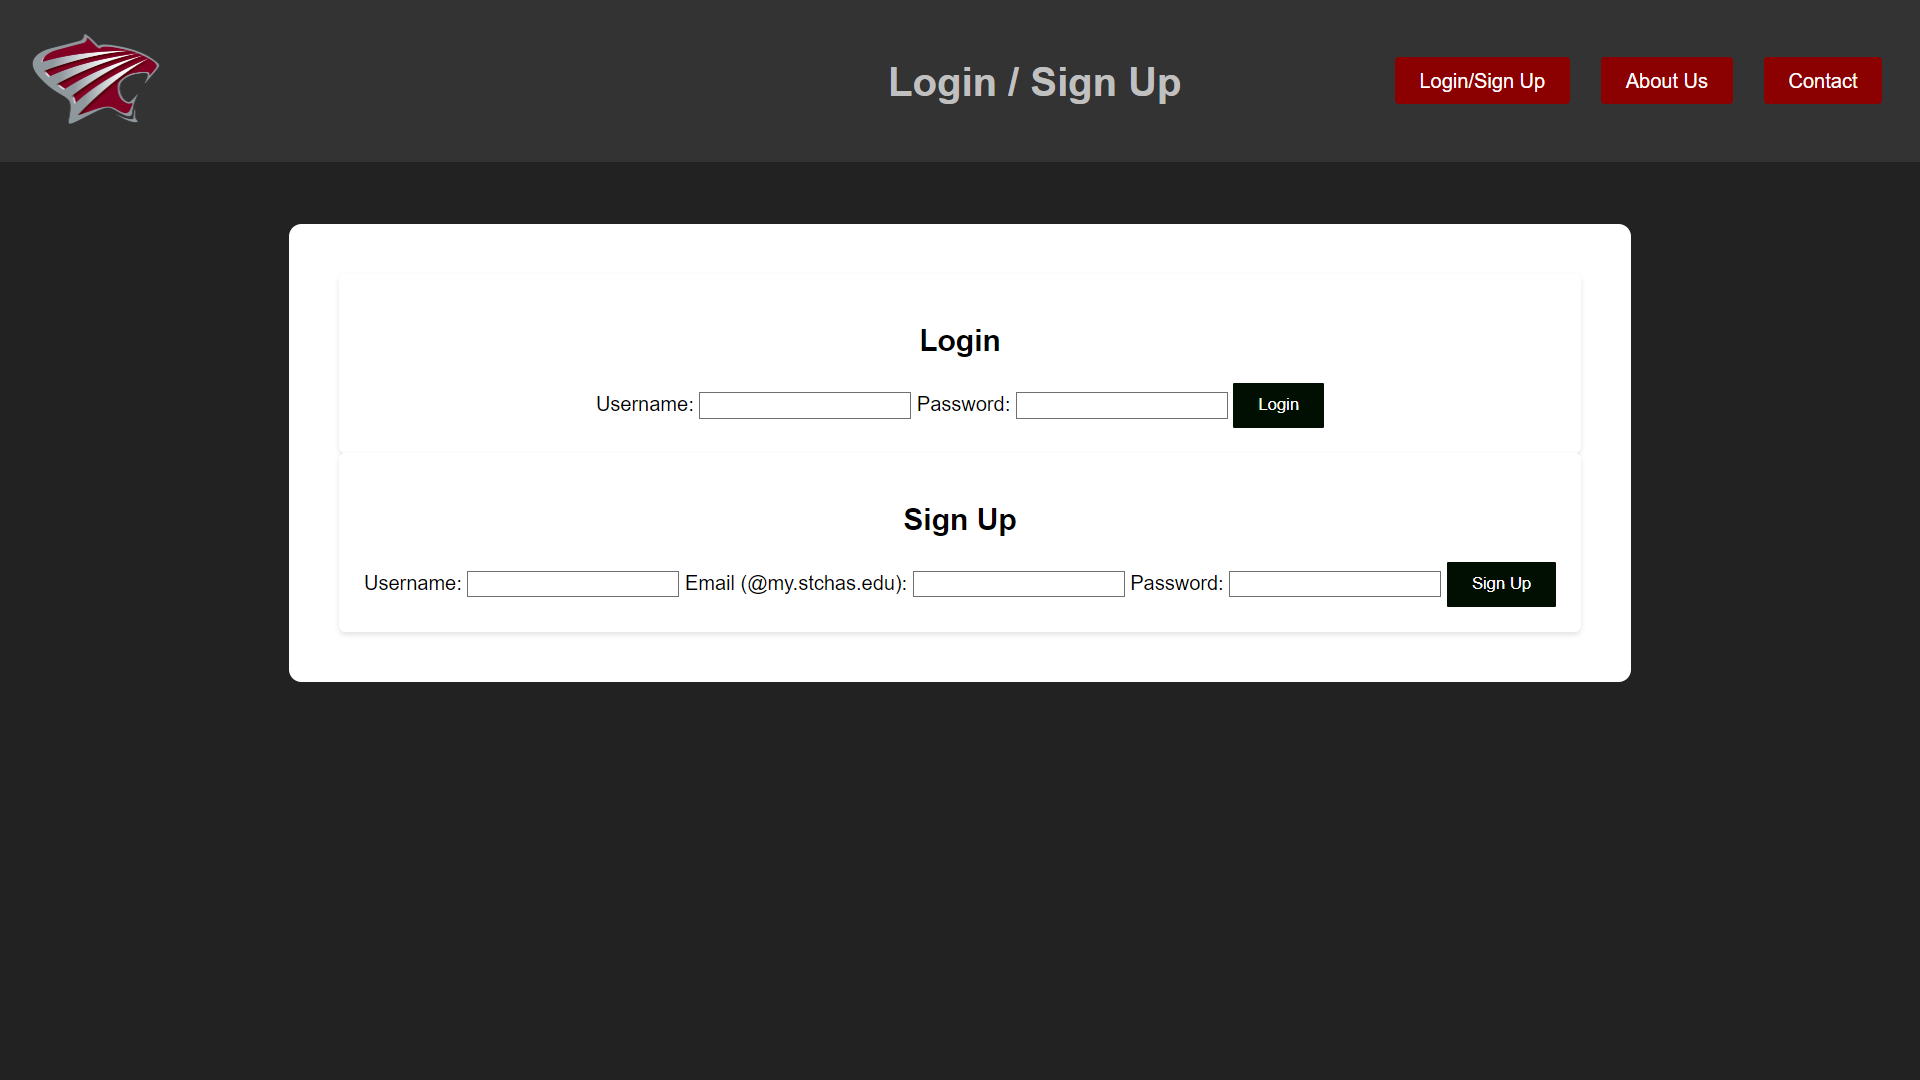 Login / Sign Up
Login/Sign Up
About Us
Contact
Login
Username:
Password:
Login
Sign Up
Username:
Email (@my.stchas.edu):
Password:
Sign Up